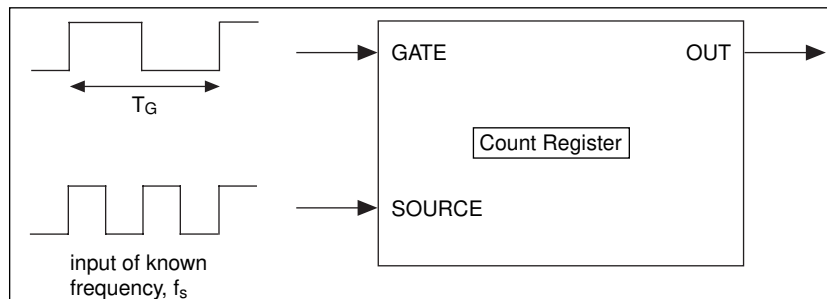 GATE
OUT
T_G
Count Register
SOURCE
input of known
frequency, f_s